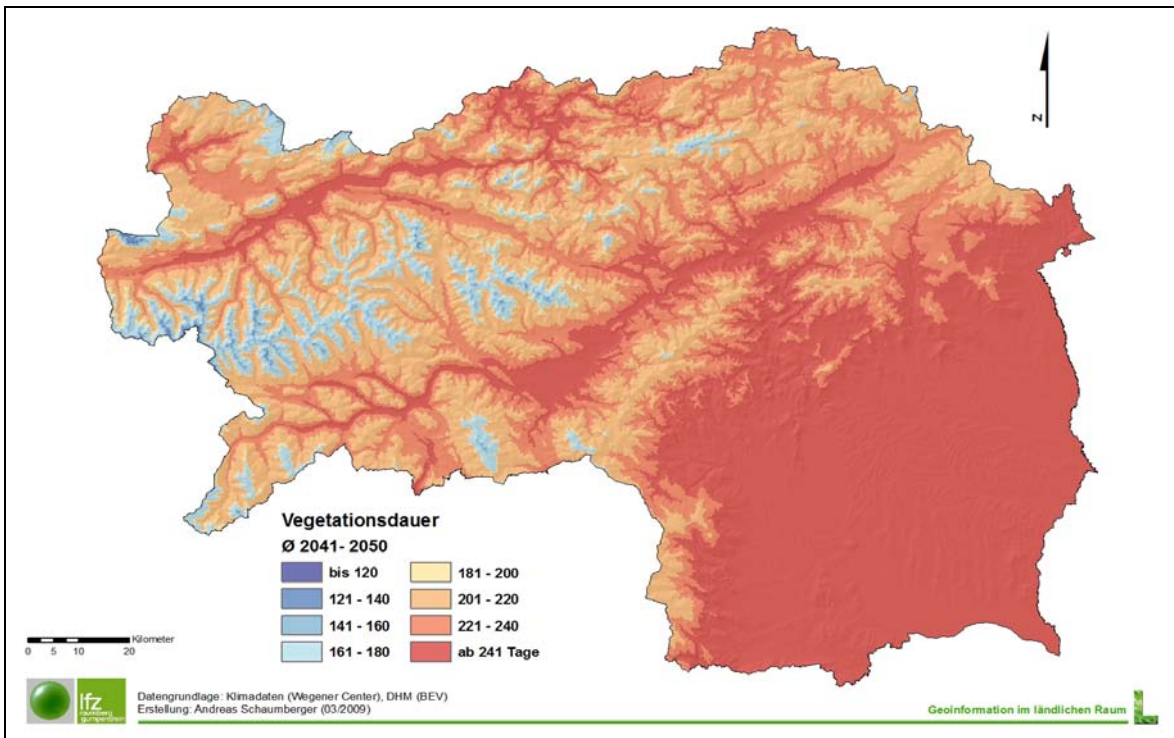 N
Vegetationsdauer
Ø 2041- 2050
bis 120
121 - 140
141 - 160
161 - 180
181 - 200
201 - 220
221 - 240
ab 241 Tage
Kilometer
0 5 10 20
lfz
raumberg
gumpenstein
Datengrundlage: Klimadaten (Wegener Center), DHM (BEV)
Erstellung: Andreas Schaumberger (03/2009)
Geoinformation im ländlichen Raum
L